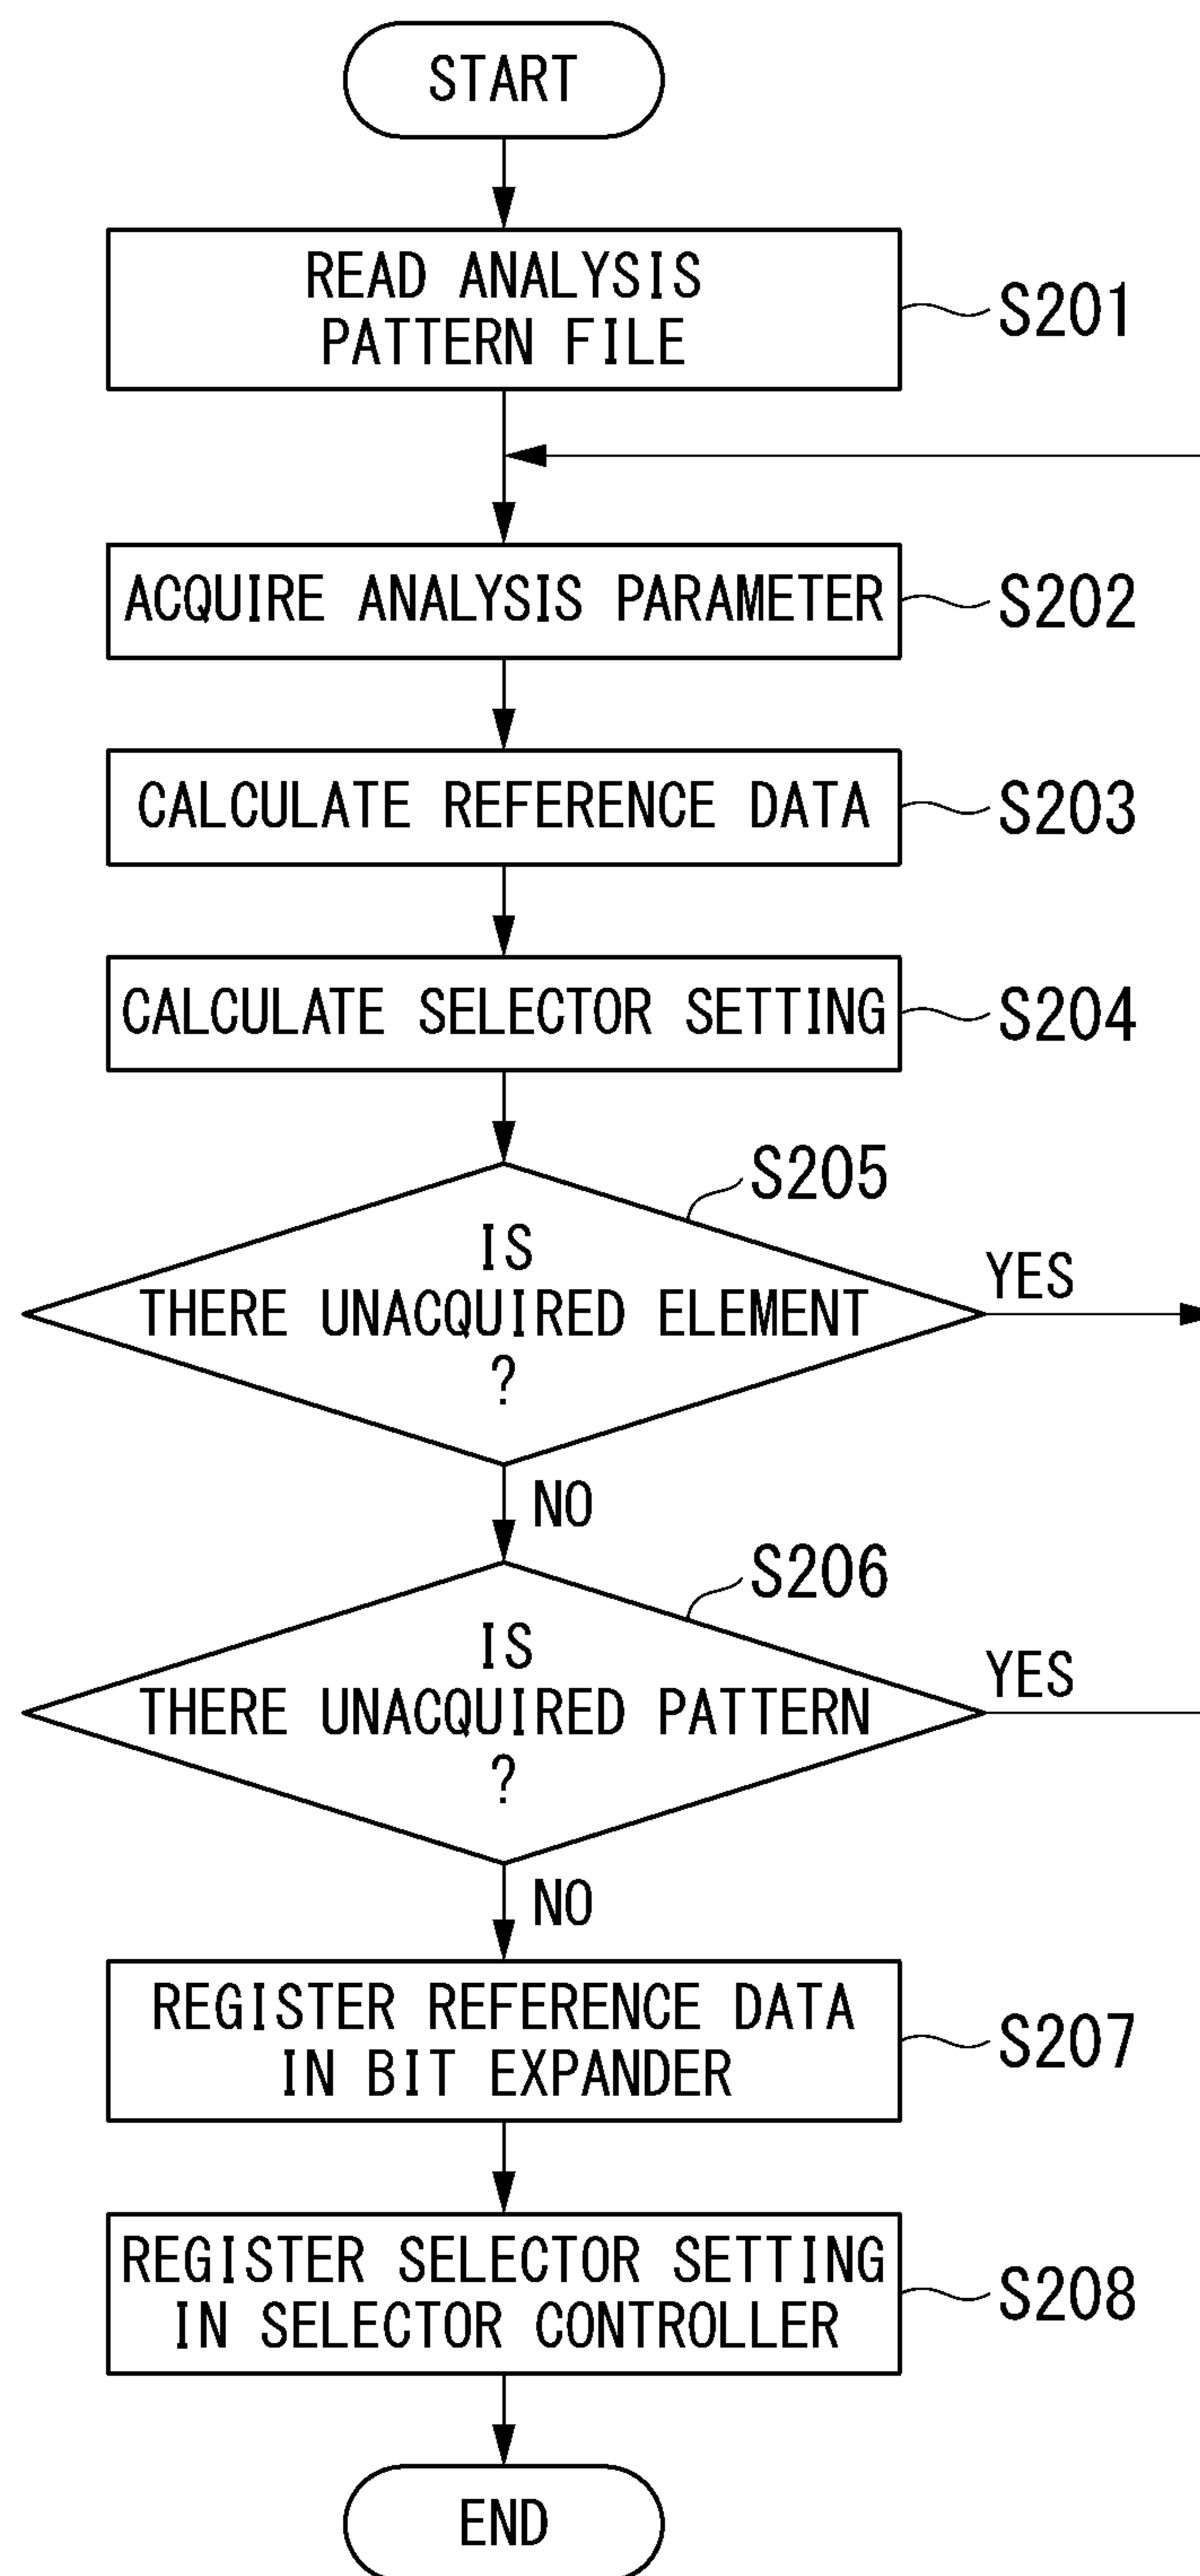 START
READ ANALYSIS
PATTERN FILE
S201
ACQUIRE ANALYSIS PARAMETER
S202
CALCULATE REFERENCE DATA
S203
CALCULATE SELECTOR SETTING
S204
S205
IS
THERE UNACQUIRED ELEMENT
?
YES
NO
S206
IS
THERE UNACQUIRED PATTERN
?
YES
NO
REGISTER REFERENCE DATA
IN BIT EXPANDER
S207
REGISTER SELECTOR SETTING
IN SELECTOR CONTROLLER
S208
END